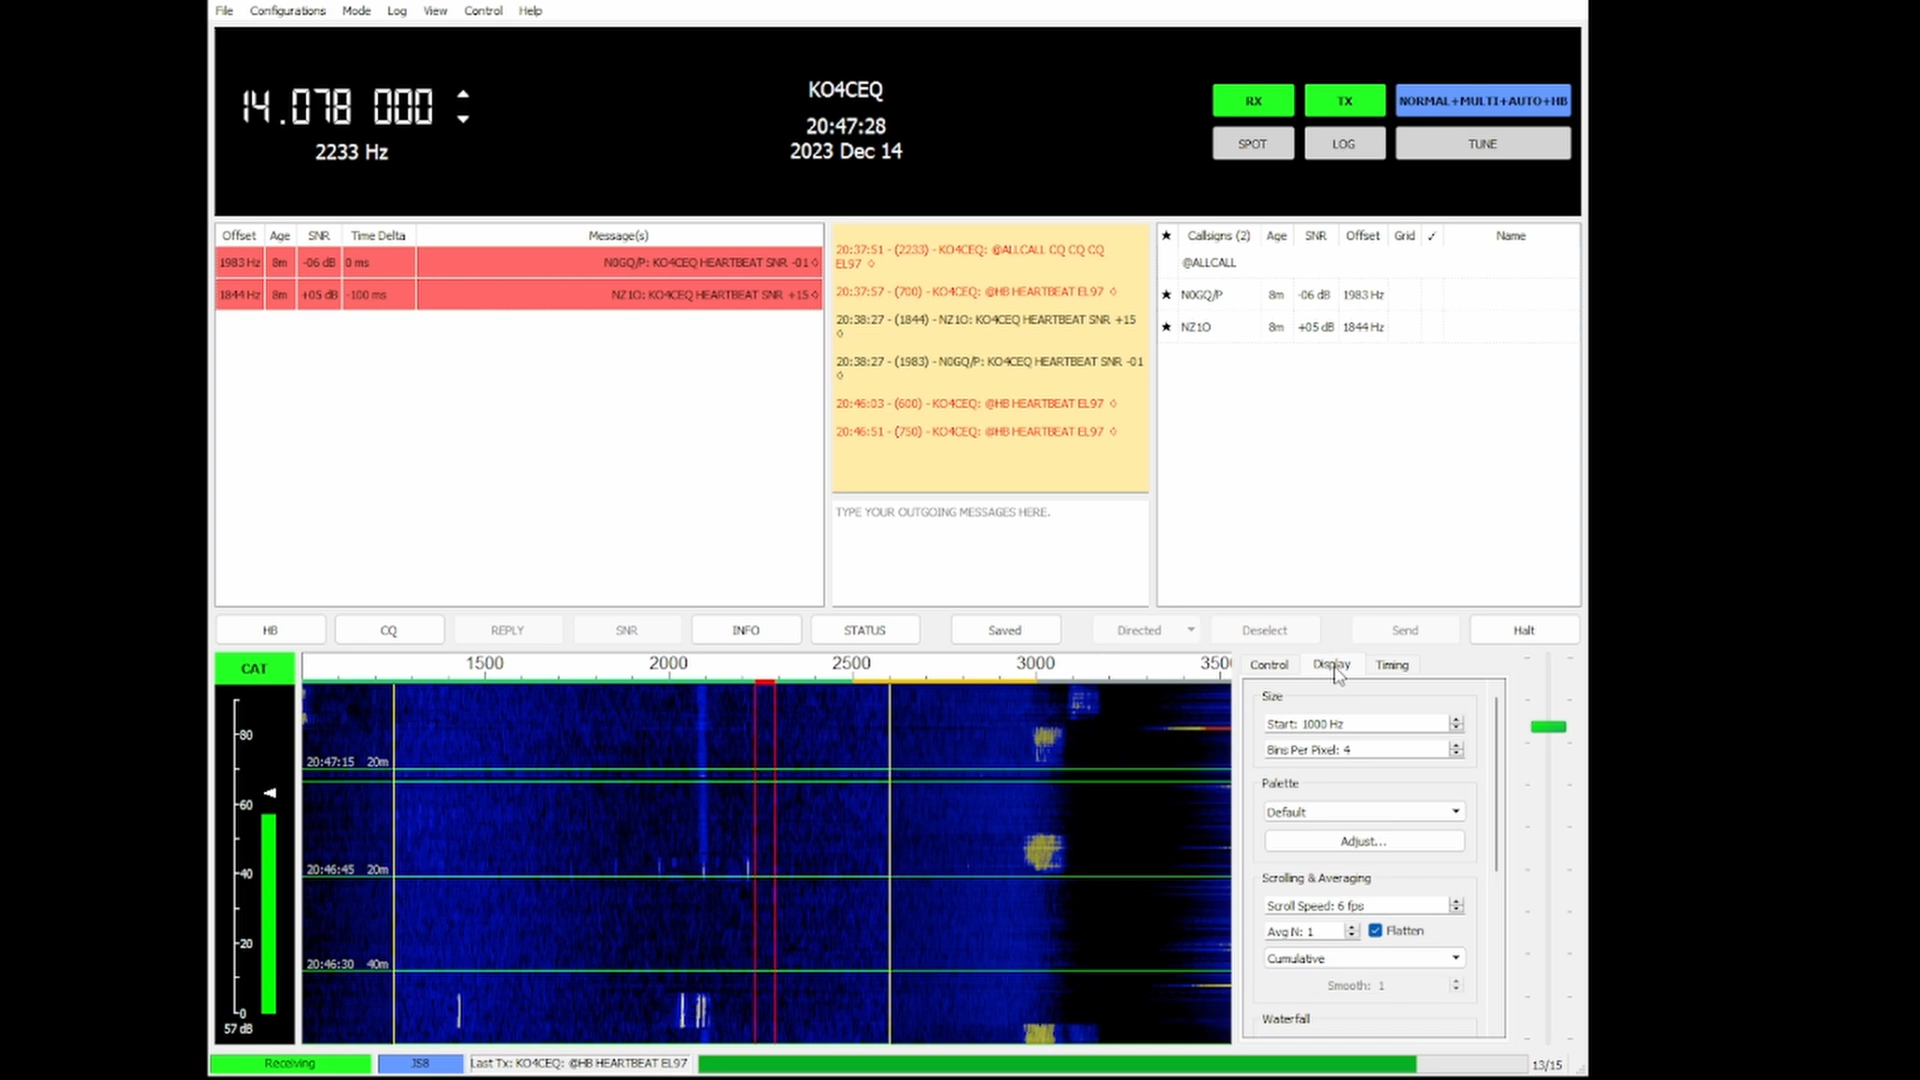 File Configurations Mode Log View Control Help
14.078 000
2233 Hz
KO4CEQ
20:47:28
2023 Dec 14
RX TX NORMAL+MULTI+AUTO+HB
SPOT LOG TUNE
Offset Age SNR Time Delta Message(s)
1983 Hz 8m -06 dB 0 ms N0GQ/P: KO4CEQ HEARTBEAT SNR -01 ♢
1844 Hz 8m +05 dB -100 ms NZ1O: KO4CEQ HEARTBEAT SNR +15 ♢
20:37:51 - (2233) - KO4CEQ: @ALLCALL CQ CQ CQ
EL97 ♢
20:37:57 - (700) - KO4CEQ: @HB HEARTBEAT EL97 ♢
20:38:27 - (1844) - NZ1O: KO4CEQ HEARTBEAT SNR +15
♢
20:38:27 - (1983) - N0GQ/P: KO4CEQ HEARTBEAT SNR -01
♢
20:46:03 - (600) - KO4CEQ: @HB HEARTBEAT EL97 ♢
20:46:51 - (750) - KO4CEQ: @HB HEARTBEAT EL97 ♢
TYPE YOUR OUTGOING MESSAGES HERE.
★ Callsigns (2) Age SNR Offset Grid ✓ Name
@ALLCALL
★ N0GQ/P 8m -06 dB 1983 Hz
★ NZ1O 8m +05 dB 1844 Hz
HB CQ REPLY SNR INFO STATUS Saved Directed Deselect Send Halt
CAT
80
60
40
20
0
57 dB
1500 2000 2500 3000 350
20:47:15 20m
20:46:45 20m
20:46:30 40m
Control Display Timing
Size
Start: 1000 Hz
Bins Per Pixel: 4
Palette
Default
Adjust...
Scrolling & Averaging
Scroll Speed: 6 fps
Avg N: 1 Flatten
Cumulative
Smooth: 1
Waterfall
Receiving JS8 Last Tx: KO4CEQ: @HB HEARTBEAT EL97 13/15